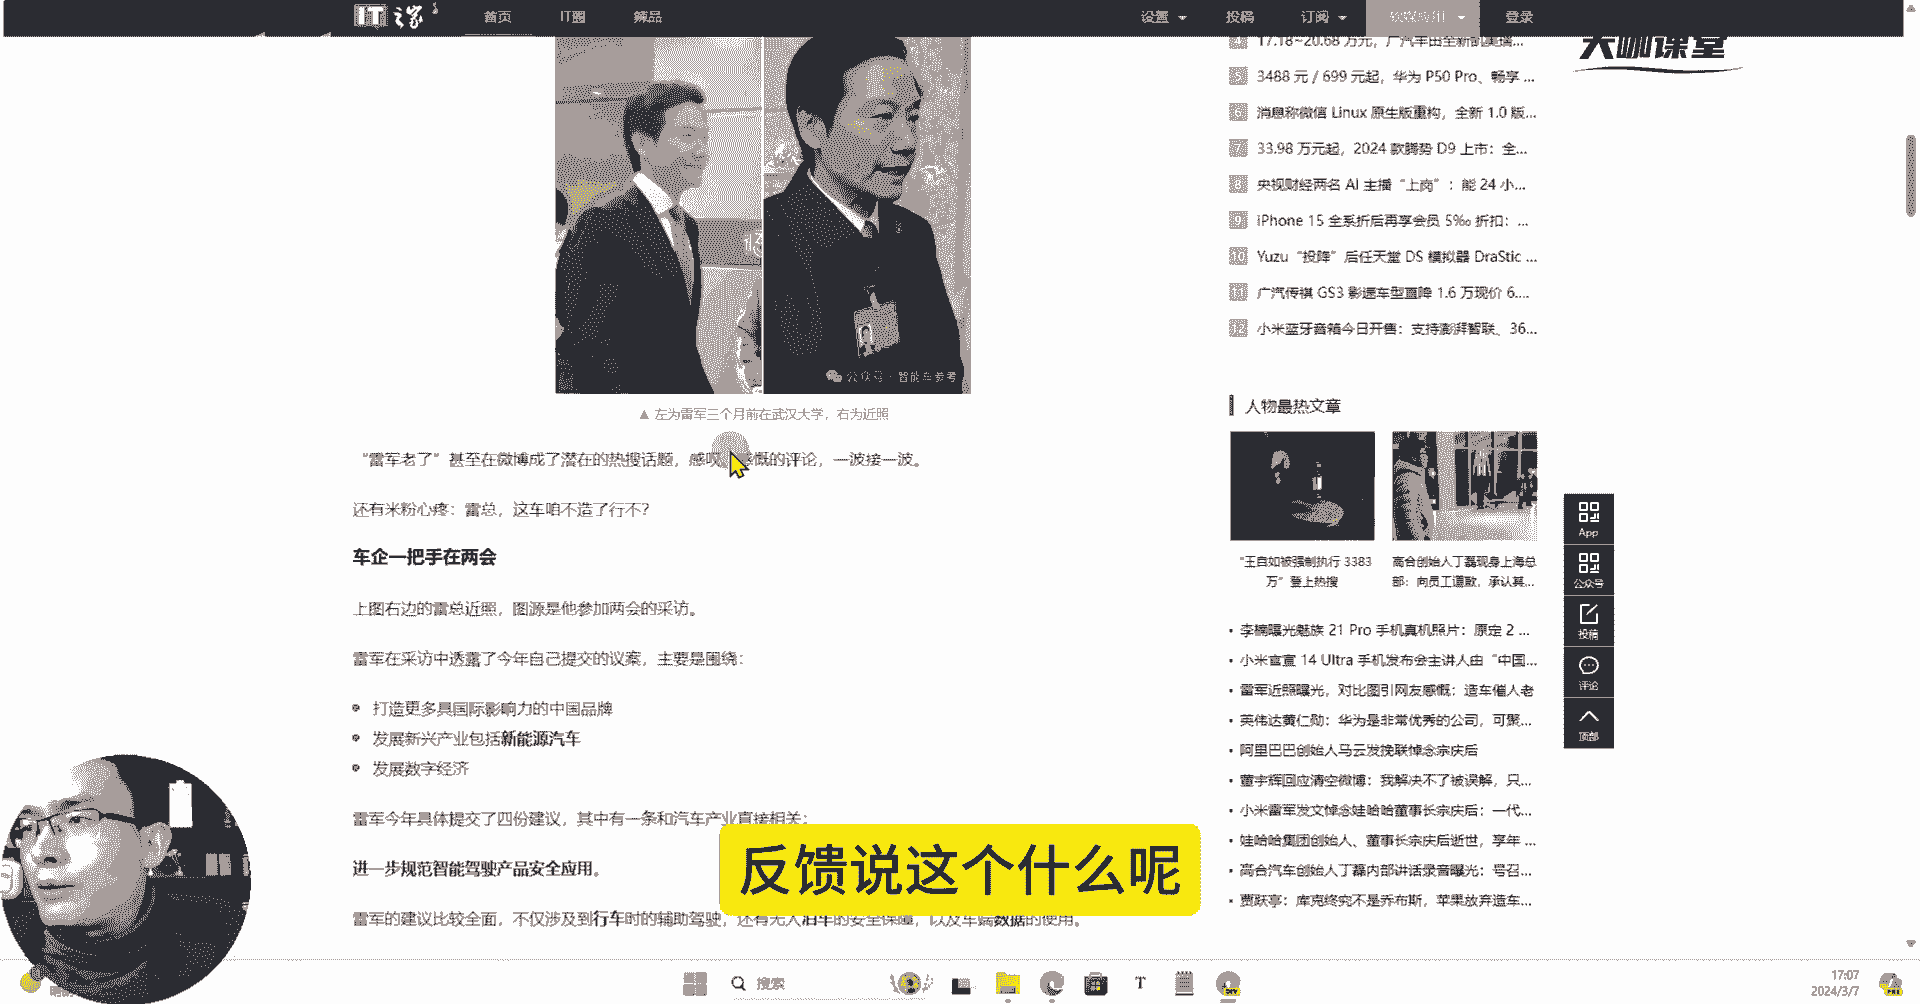 IT之家
首页
IT圈
辣品
设置
投稿
订阅
软媒应用
登录
大咖课堂
17.18~20.68 万元，广汽丰田全新凯美瑞...
5 3488 元 / 699 元起，华为 P50 Pro、畅享 ...
6 消息称微信 Linux 原生版重构，全新 1.0 版...
7 33.98 万元起，2024 款腾势 D9 上市：全...
8 央视财经两名 AI 主播“上岗”：能 24 小...
9 iPhone 15 全系折后再享会员 5‰ 折扣：...
10 Yuzu“投降”后任天堂 DS 模拟器 DraStic ...
11 广汽传祺 GS3 影速车型直降 1.6 万现价 6....
12 小米蓝牙音箱今日开售：支持澎湃智联、36...
公众号·智能车参考
▲ 左为雷军三个月前在武汉大学，右为近照
“雷军老了”甚至在微博成了潜在的热搜话题，感叹、感慨的评论，一波接一波。
还有米粉心疼：雷总，这车咱不造了行不？
车企一把手在两会
上图右边的雷总近照，图源是他参加两会的采访。
雷军在采访中透露了今年自己提交的议案，主要是围绕：
打造更多具国际影响力的中国品牌
发展新兴产业包括新能源汽车
发展数字经济
雷军今年具体提交了四份建议，其中有一条和汽车产业直接相关：
进一步规范智能驾驶产品安全应用。
雷军的建议比较全面，不仅涉及到行车时的辅助驾驶，还有无人泊车的安全保障，以及车端数据的使用。
反馈说这个什么呢
人物最热文章
“王自如被强制执行 3383
万”登上热搜
高合创始人丁磊现身上海总
部：向员工道歉，承认其...
李楠曝光魅族 21 Pro 手机真机照片：原定 2 ...
小米官宣 14 Ultra 手机发布会主讲人由“中国...
雷军近照曝光，对比图引网友感慨：造车催人老
英伟达黄仁勋：华为是非常优秀的公司，可聚...
阿里巴巴创始人马云发挽联悼念宗庆后
董宇辉回应清空微博：我解决不了被误解，只...
小米雷军发文悼念娃哈哈董事长宗庆后：一代...
娃哈哈集团创始人、董事长宗庆后逝世，享年 ...
高合汽车创始人丁磊内部讲话录音曝光：号召...
贾跃亭：库克终究不是乔布斯，苹果放弃造车...
App
公众号
投稿
评论
顶部
搜索
17:07
2024/3/7